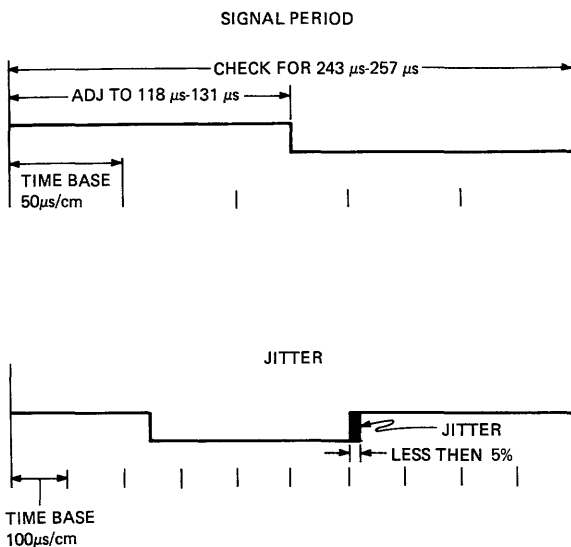 SIGNAL PERIOD
CHECK FOR 243 µs-257 µs
ADJ TO 118 µs-131 µs
TIME BASE
50µs/cm
JITTER
JITTER
LESS THEN 5%
TIME BASE
100µs/cm